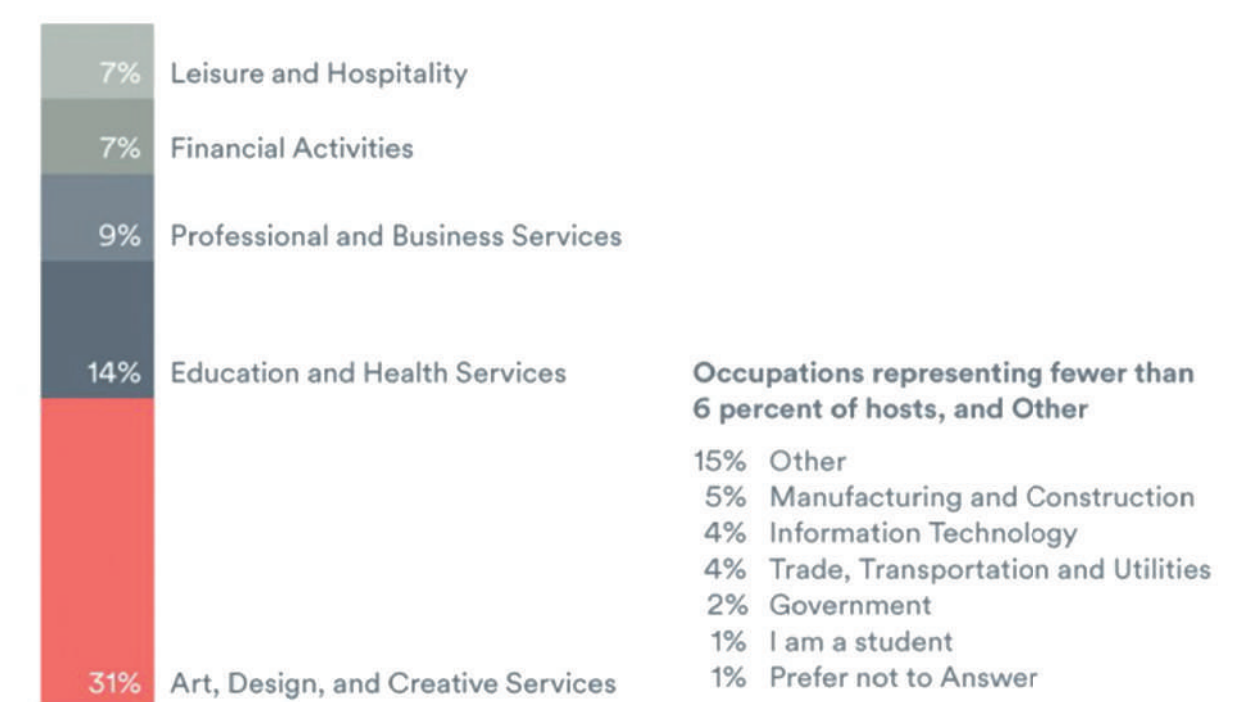 7% Leisure and Hospitality
7% Financial Activities
9% Professional and Business Services
14% Education and Health Services
31% Art, Design, and Creative Services
Occupations representing fewer than
6 percent of hosts, and Other
15% Other
5% Manufacturing and Construction
4% Information Technology
4% Trade, Transportation and Utilities
2% Government
1% I am a student
1% Prefer not to Answer